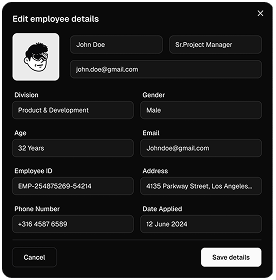 Edit employee details
John Doe
Sr.Project Manager
john.doe@gmail.com
Division
Gender
Product & Development
Male
Age
Email
32 Years
Johndoe@gmail.com
Employee ID
Address
EMP-254875269-54214
4135 Parkway Street, Los Angeles...
Phone Number
Date Applied
+316 4587 6589
12 June 2024
Cancel
Save details